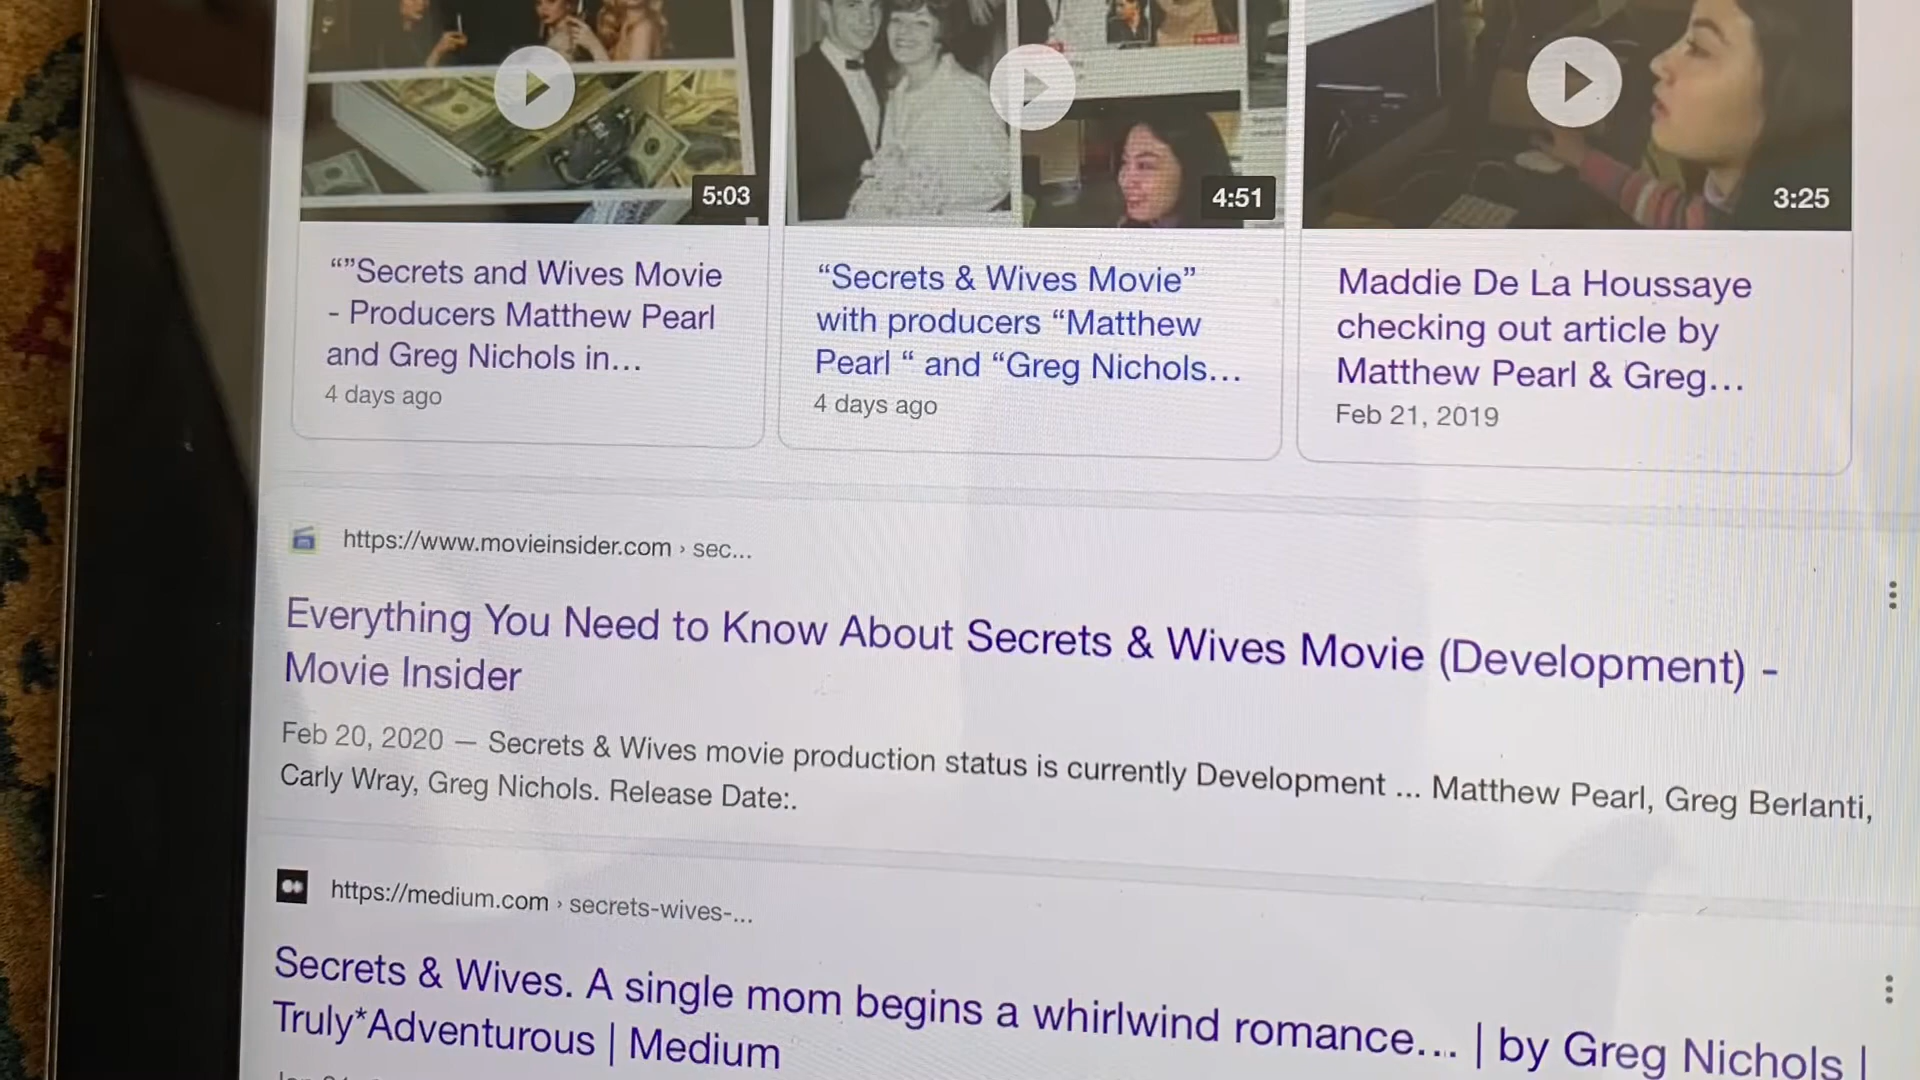 5:03
4:51
3:25
“”Secrets and Wives Movie
- Producers Matthew Pearl
and Greg Nichols in...
4 days ago
“Secrets & Wives Movie”
with producers “Matthew
Pearl “ and “Greg Nichols...
4 days ago
Maddie De La Houssaye
checking out article by
Matthew Pearl & Greg...
Feb 21, 2019
https://www.movieinsider.com › sec...
Everything You Need to Know About Secrets & Wives Movie (Development) -
Movie Insider
Feb 20, 2020 — Secrets & Wives movie production status is currently Development ... Matthew Pearl, Greg Berlanti,
Carly Wray, Greg Nichols. Release Date:.
https://medium.com › secrets-wives-...
Secrets & Wives. A single mom begins a whirlwind romance... | by Greg Nichols |
Truly*Adventurous | Medium